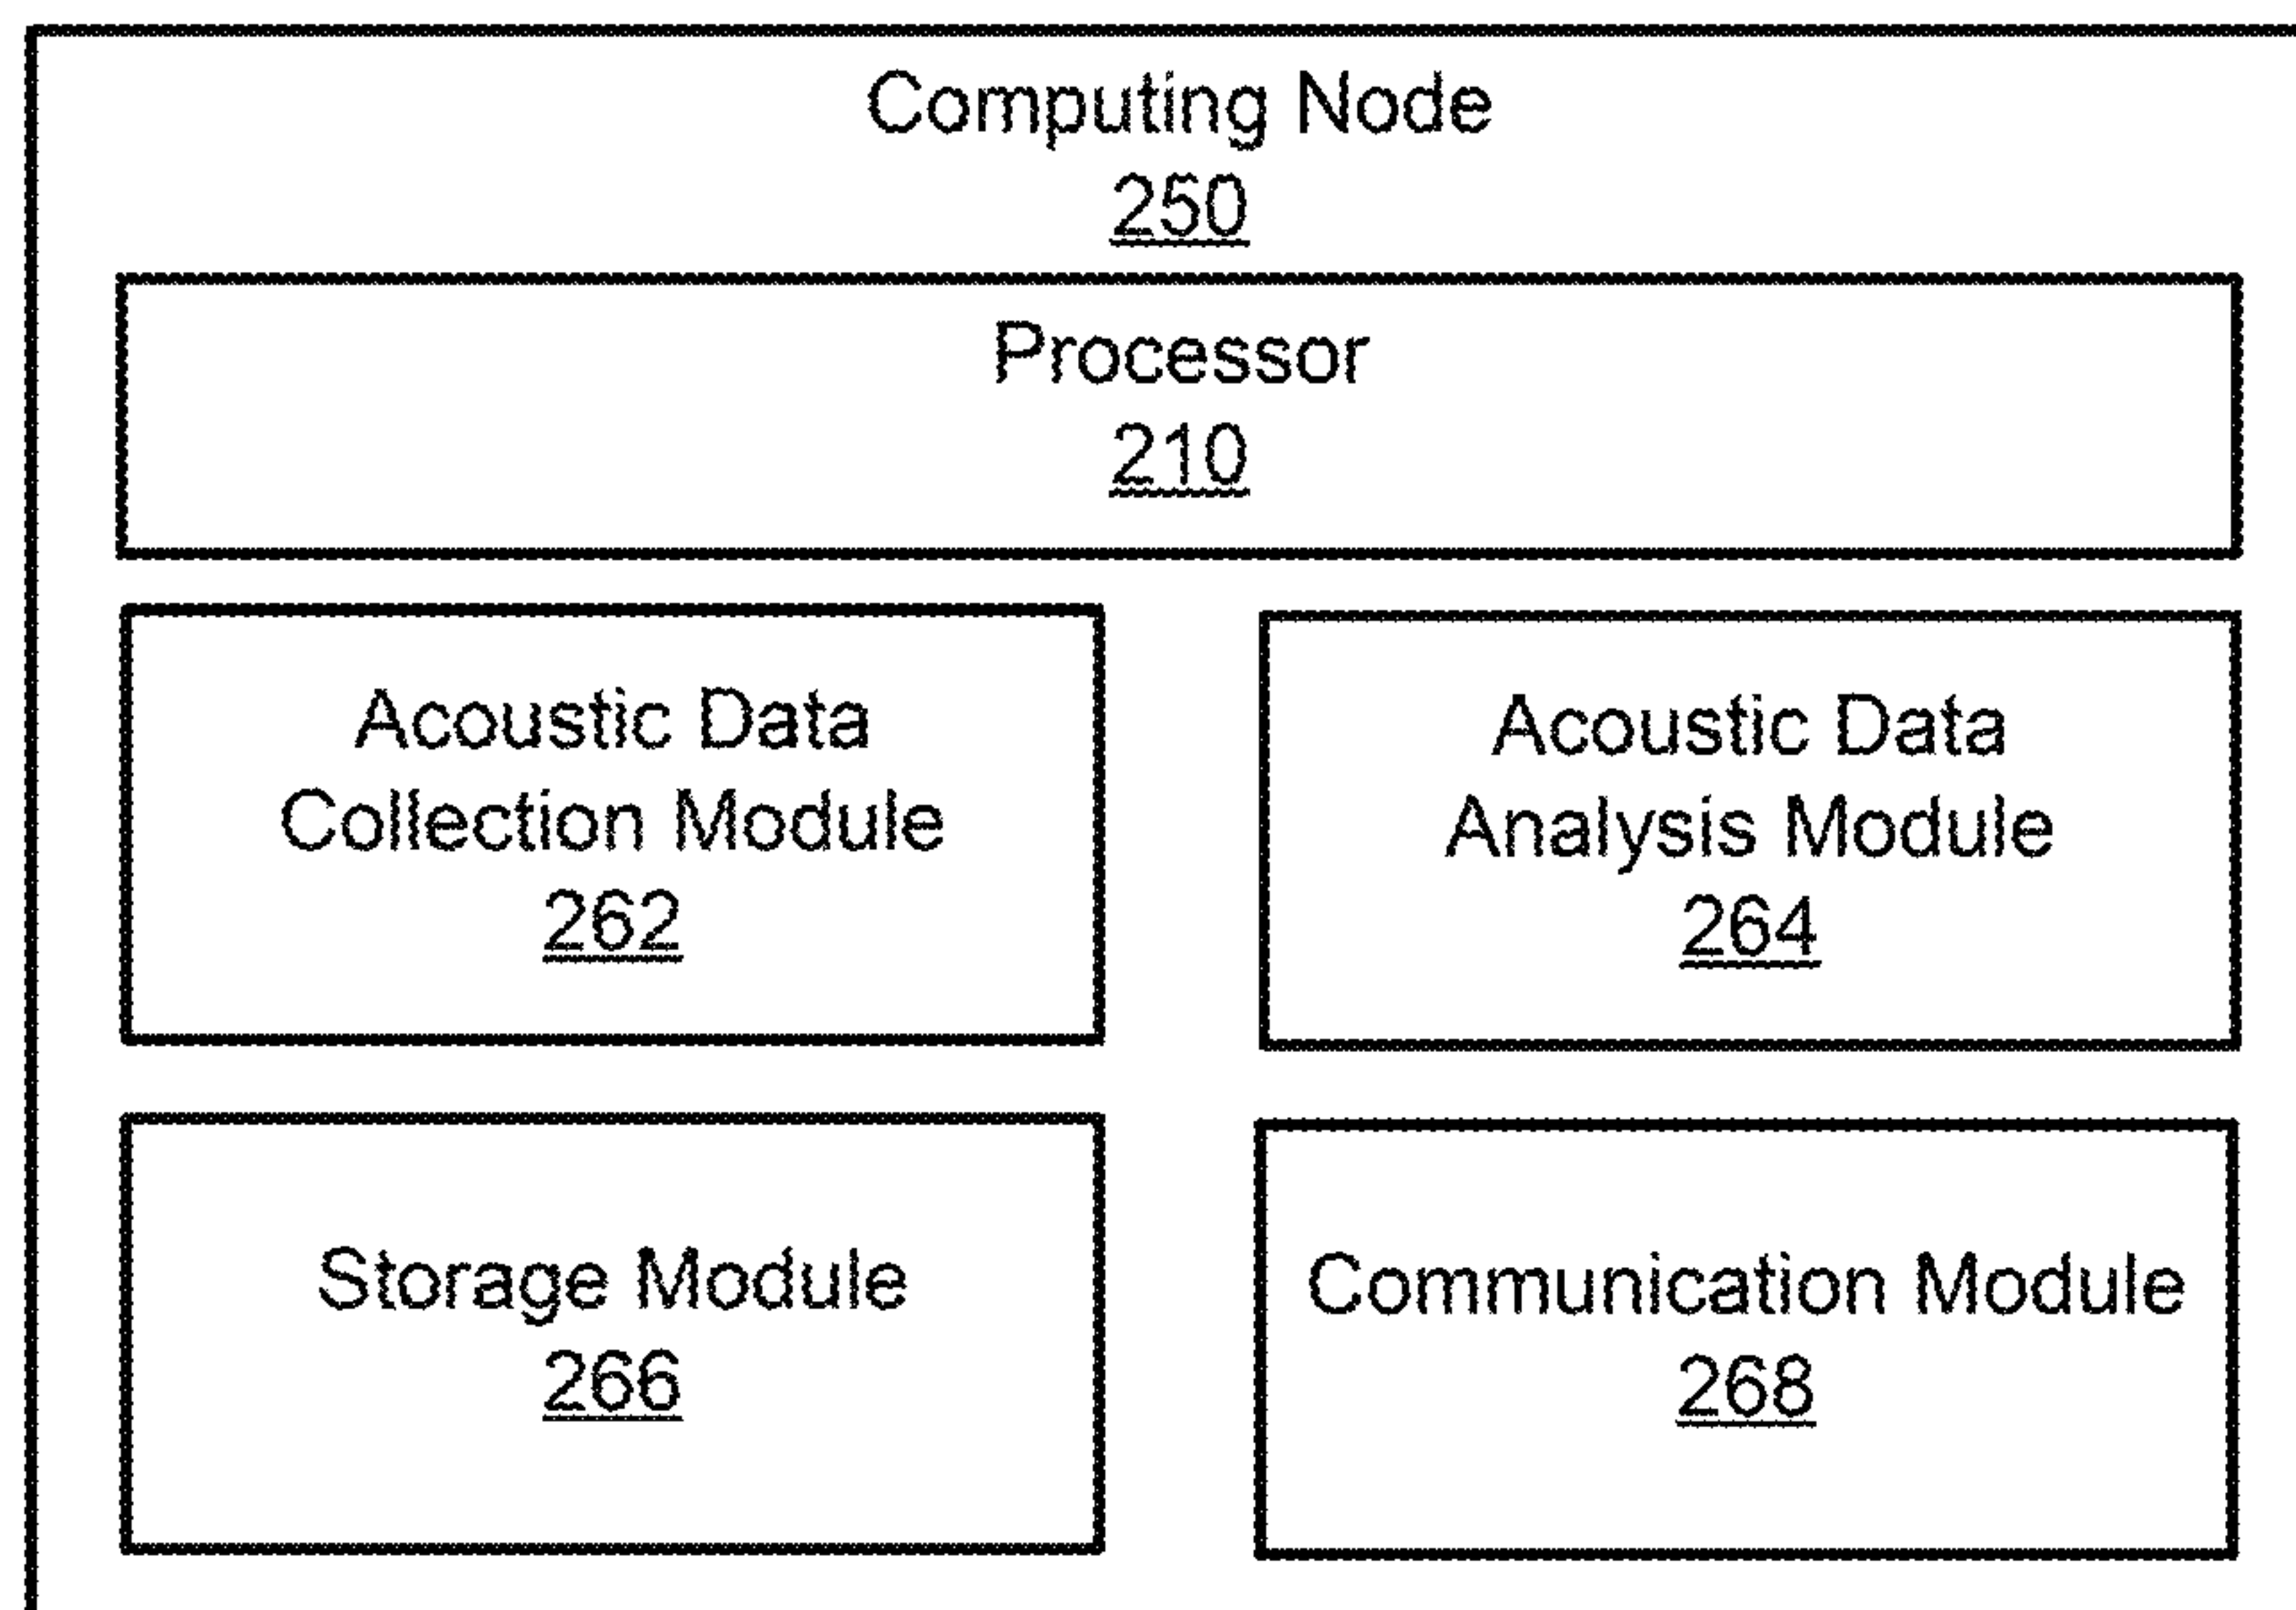 Computing Node
250
Processor
210
Acoustic Data
Collection Module
262
Acoustic Data
Analysis Module
264
Storage Module
266
Communication Module
268